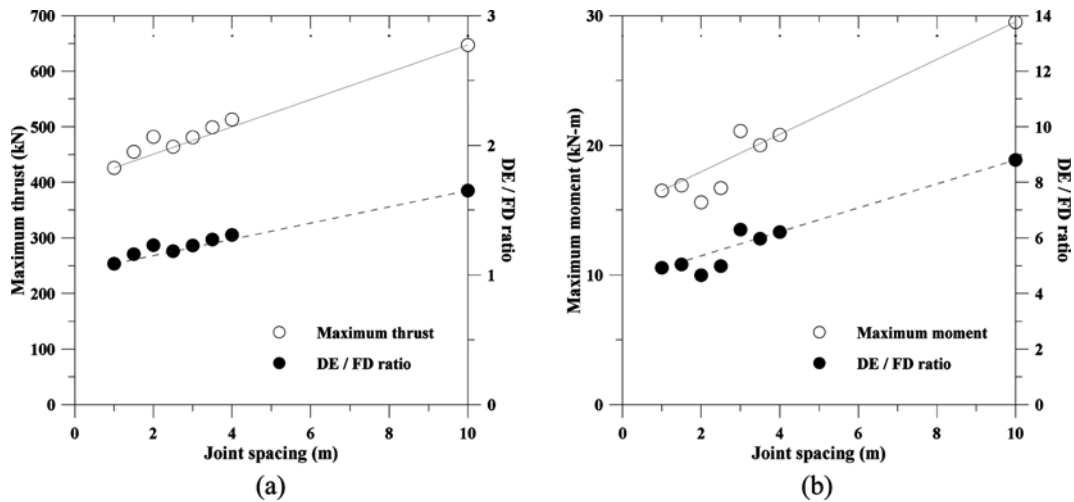 700
600
500
400
300
200
100
0
Maximum thrust (kN)
3
2
1
0
DE / FD ratio
Maximum thrust
DE / FD ratio
0 2 4 6 8 10
Joint spacing (m)
(a)
30
20
10
0
Maximum moment (kN-m)
14
12
10
8
6
4
2
0
DE / FD ratio
Maximum moment
DE / FD ratio
0 2 4 6 8 10
Joint spacing (m)
(b)